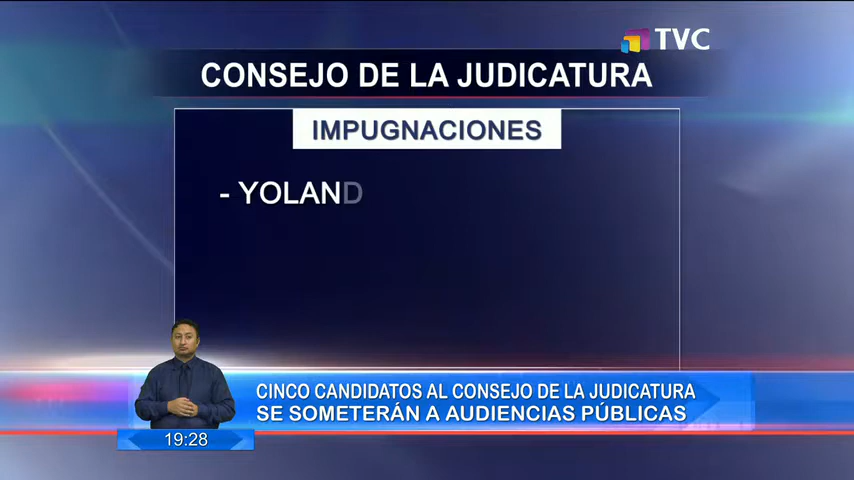 TVC
CONSEJO DE LA JUDICATURA
IMPUGNACIONES
- YOLAND
CINCO CANDIDATOS AL CONSEJO DE LA JUDICATURA
SE SOMETERÁN A AUDIENCIAS PÚBLICAS
19:28